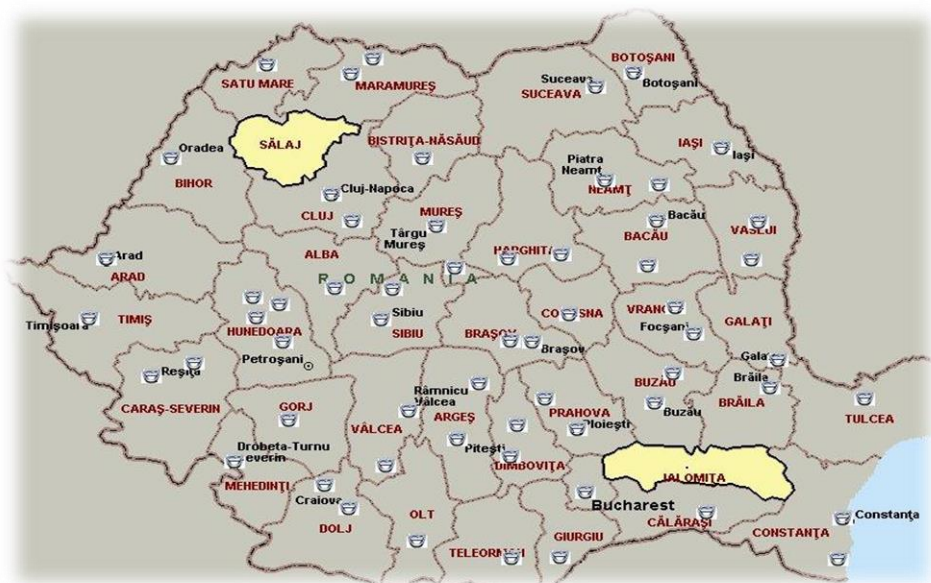 BOTOŞANI
SATU MARE
MARAMUREŞ
Suceava
SUCEAVA
Botoşani
SĂLAJ
BISTRIŢA-NĂSĂUD
IAŞI
Iaşi
Oradea
BIHOR
Piatra
Neamţ
NEAMŢ
Cluj-Napoca
CLUJ
MUREŞ
Târgu
Mureş
HARGHITA
Bacău
BACĂU
VASLUI
ALBA
Arad
ARAD
ROMANIA
Timişoara
TIMIŞ
HUNEDOARA
Sibiu
SIBIU
BRAŞOV
Braşov
COVASNA
VRANCEA
Focşani
GALAŢI
Petroşani
Reşiţa
CARAŞ-SEVERIN
GORJ
Râmnicu
Vâlcea
VÂLCEA
ARGEŞ
PRAHOVA
Ploieşti
BUZĂU
Buzău
Galaţi
Brăila
BRĂILA
TULCEA
Drobeta-Turnu
Severin
MEHEDINŢI
Piteşti
DIMBOVIŢA
IALOMIŢA
Craiova
DOLJ
OLT
Bucharest
CĂLĂRAŞI
Constanţa
CONSTANŢA
TELEORMAN
GIURGIU